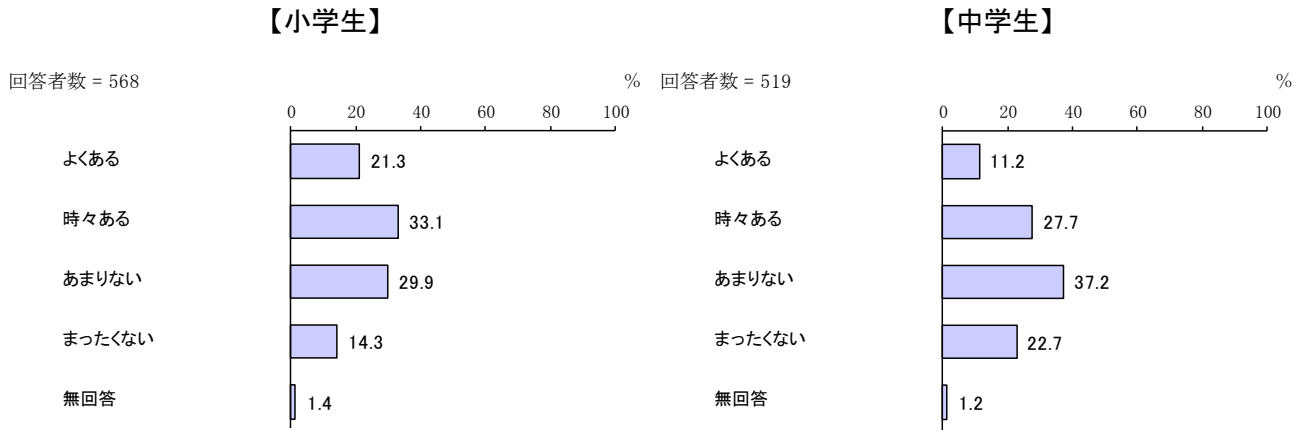 【小学生】
回答者数 = 568
%
0 20 40 60 80 100
よくある 21.3
時々ある 33.1
あまりない 29.9
まったくない 14.3
無回答 1.4
【中学生】
回答者数 = 519
%
0 20 40 60 80 100
よくある 11.2
時々ある 27.7
あまりない 37.2
まったくない 22.7
無回答 1.2